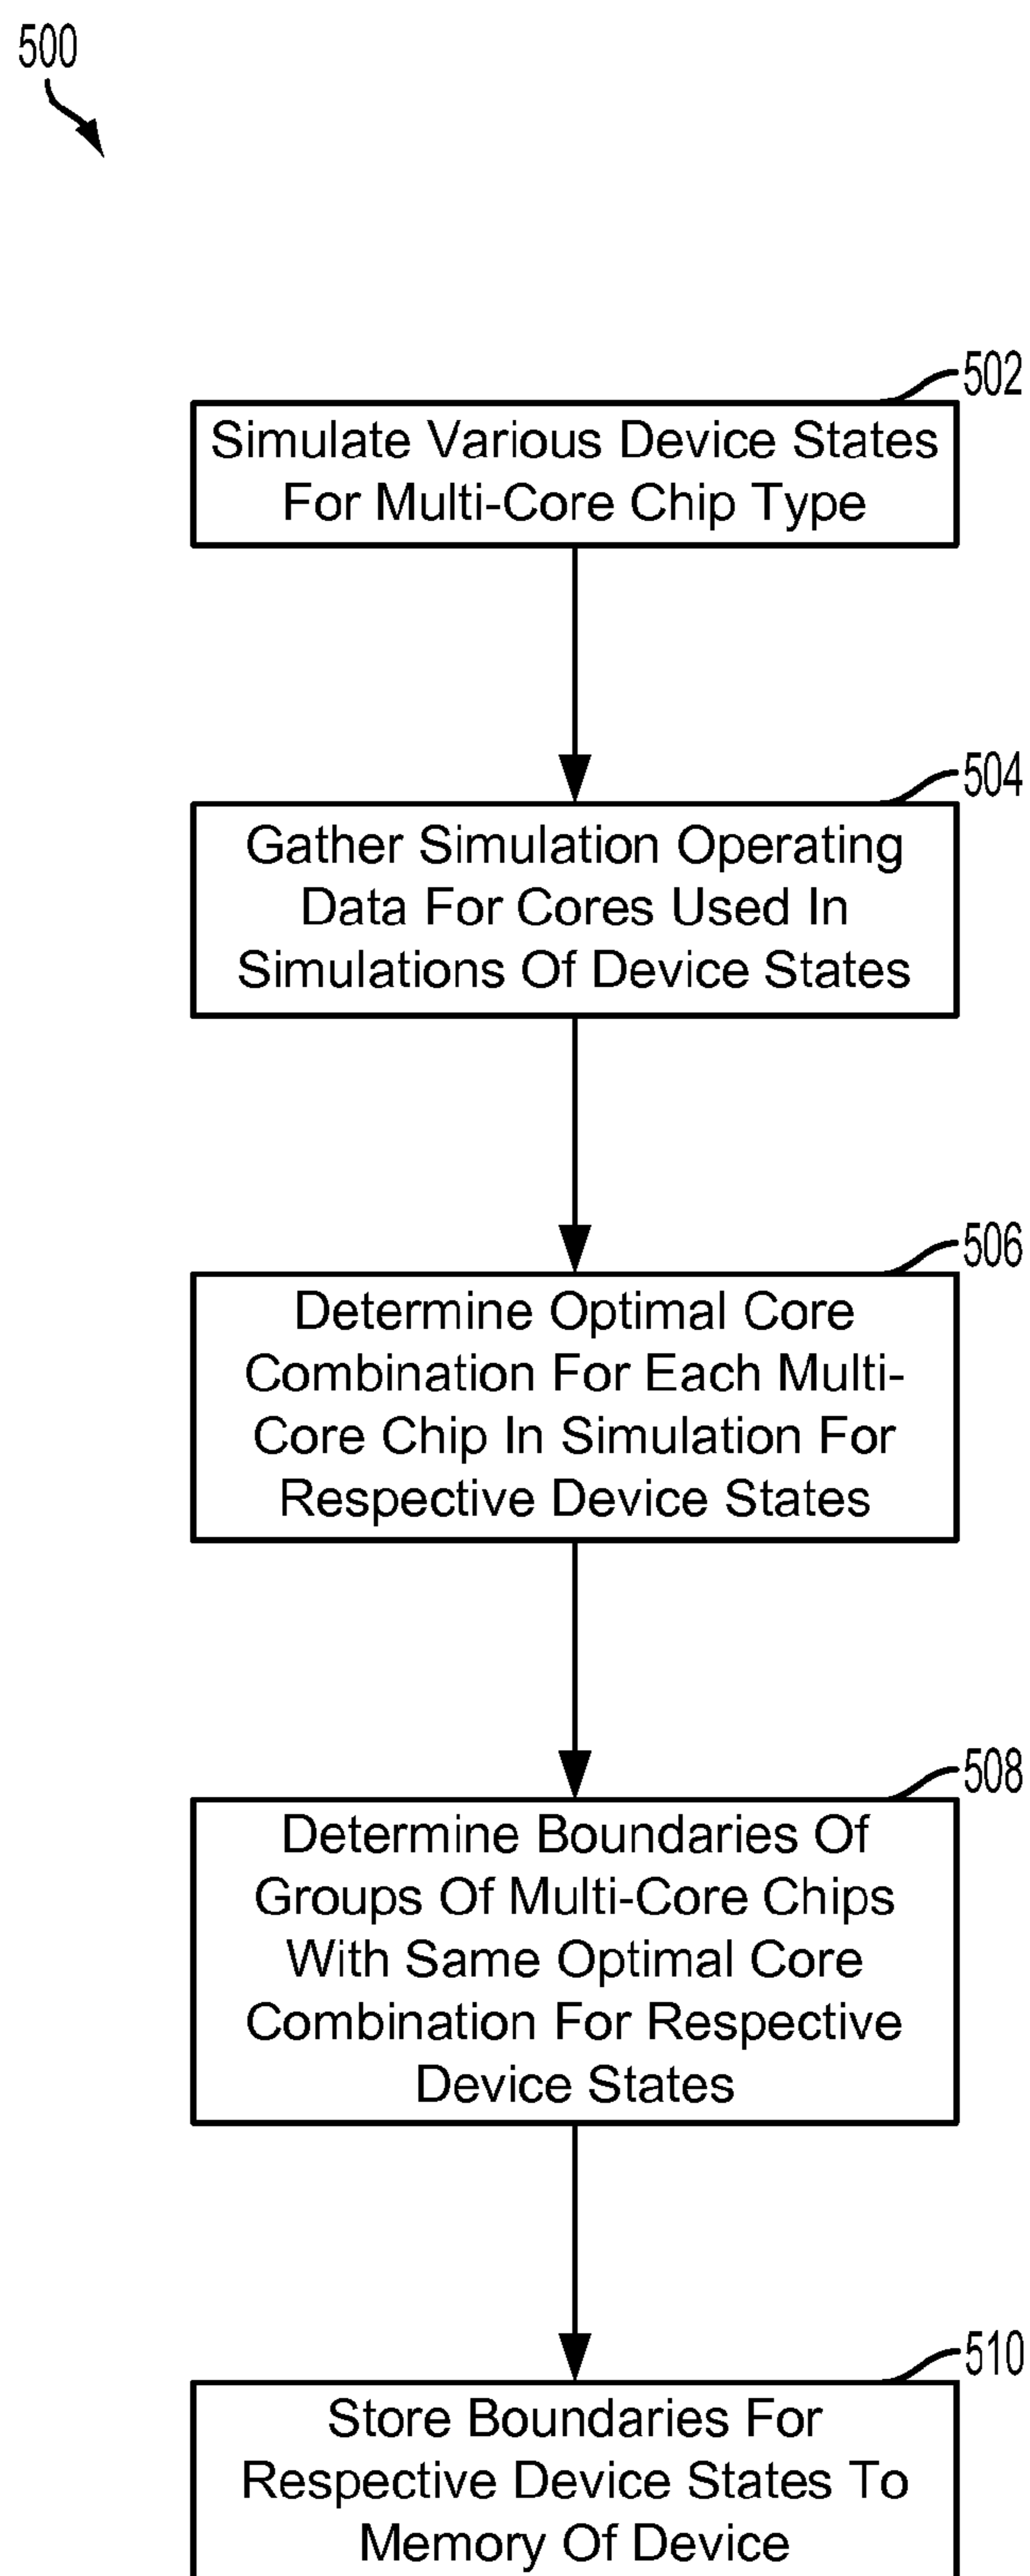 500
502
Simulate Various Device States
For Multi-Core Chip Type
504
Gather Simulation Operating
Data For Cores Used In
Simulations Of Device States
506
Determine Optimal Core
Combination For Each Multi-
Core Chip In Simulation For
Respective Device States
508
Determine Boundaries Of
Groups Of Multi-Core Chips
With Same Optimal Core
Combination For Respective
Device States
510
Store Boundaries For
Respective Device States To
Memory Of Device